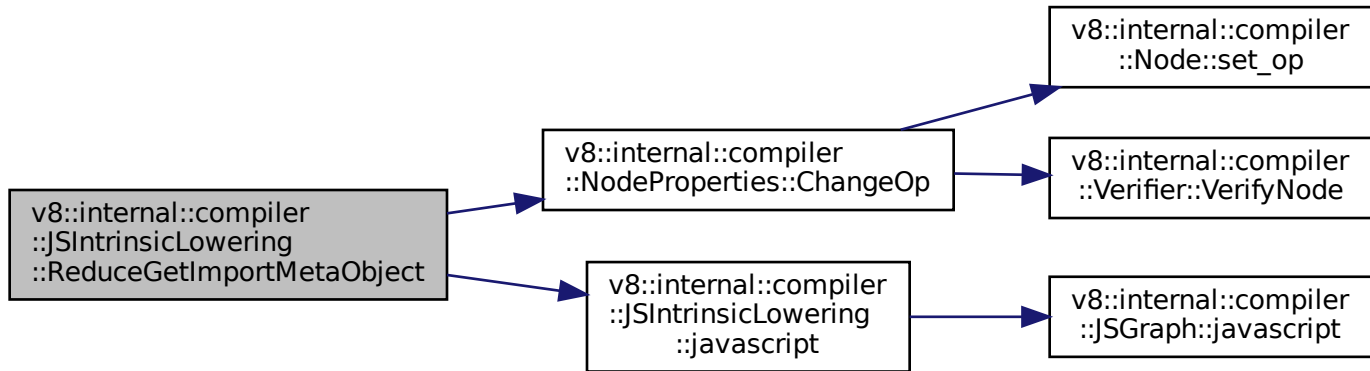 v8::internal::compiler
::JSIntrinsicLowering
::ReduceGetImportMetaObject
v8::internal::compiler
::NodeProperties::ChangeOp
v8::internal::compiler
::Node::set_op
v8::internal::compiler
::Verifier::VerifyNode
v8::internal::compiler
::JSIntrinsicLowering
::javascript
v8::internal::compiler
::JSGraph::javascript